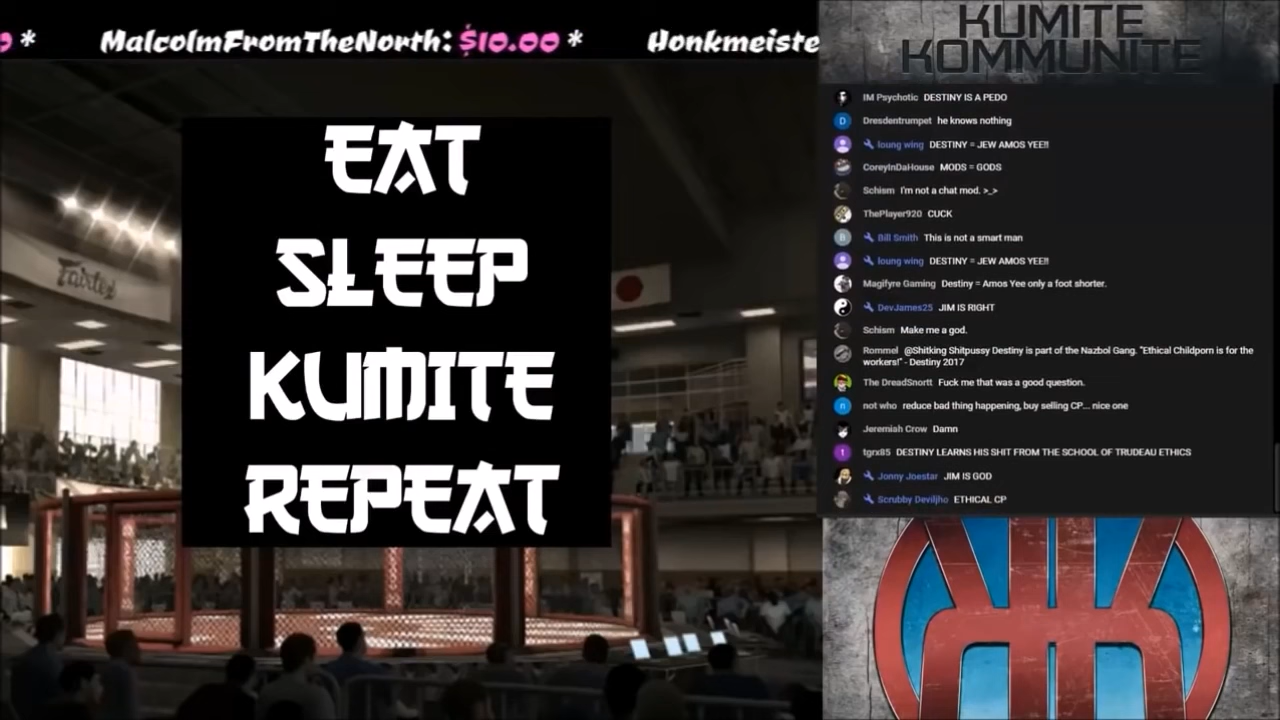 * MalcolmFromTheNorth: $10.00 * Honkmeiste
KUMITE
KOMMUNITE
EAT
SLEEP
KUMITE
REPEAT
Fairtex
IM Psychotic DESTINY IS A PEDO
D Dresdentrumpet he knows nothing
loung wing DESTINY = JEW AMOS YEE!!
CoreyInDaHouse MODS = GODS
Schism I'm not a chat mod. >_>
ThePlayer920 CUCK
B Bill Smith This is not a smart man
loung wing DESTINY = JEW AMOS YEE!!
Magifyre Gaming Destiny = Amos Yee only a foot shorter.
DevJames25 JIM IS RIGHT
Schism Make me a god.
Rommel @Shitking Shitpussy Destiny is part of the Nazbol Gang. "Ethical Childporn is for the
workers!" - Destiny 2017
The DreadSnortt Fuck me that was a good question.
n not who reduce bad thing happening, buy selling CP... nice one
Jeremiah Crow Damn
1 tgrx85 DESTINY LEARNS HIS SHIT FROM THE SCHOOL OF TRUDEAU ETHICS
Jonny Joestar JIM IS GOD
Scrubby Deviljho ETHICAL CP